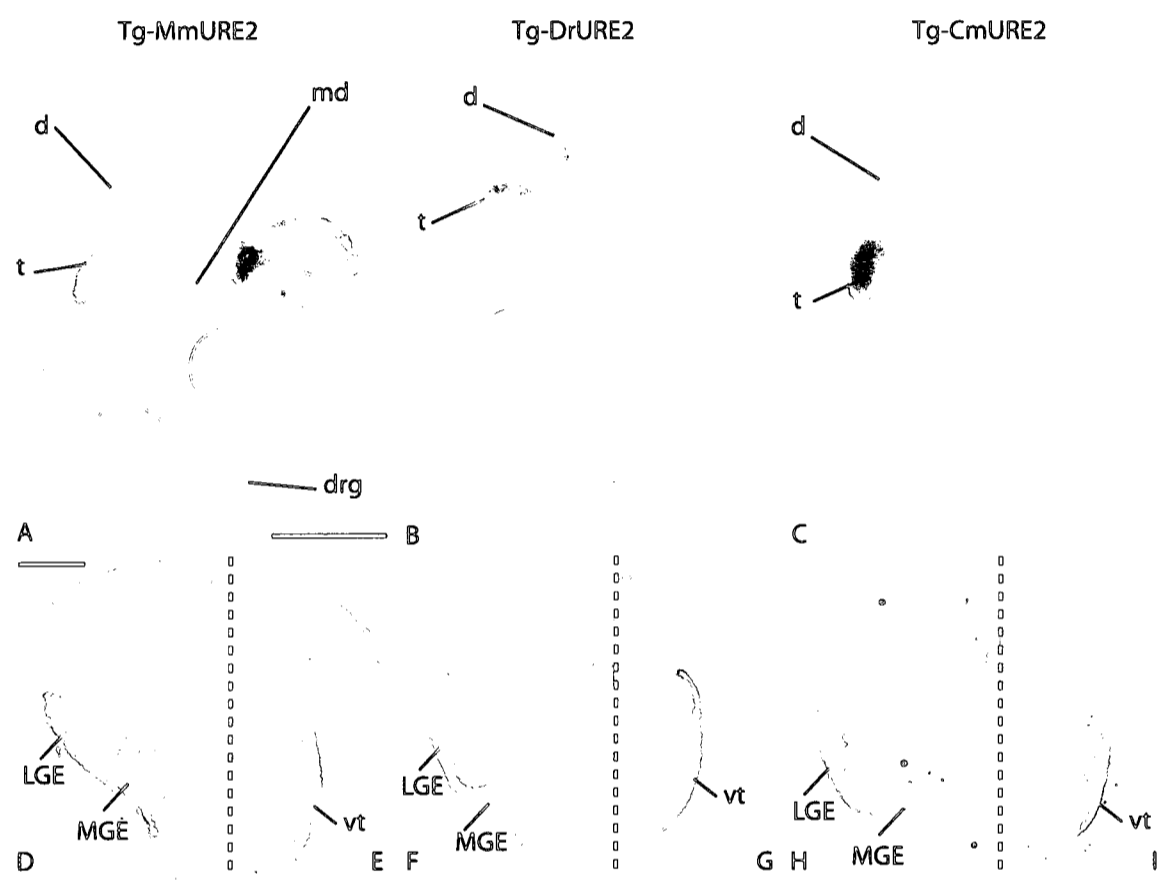 Tg-MmURE2 Tg-DrURE2 Tg-CmURE2
md
d
d
d
t
t
t
drg
A B C
LGE
LGE
LGE
MGE
MGE
MGE
vt
vt
vt
D E F G H I